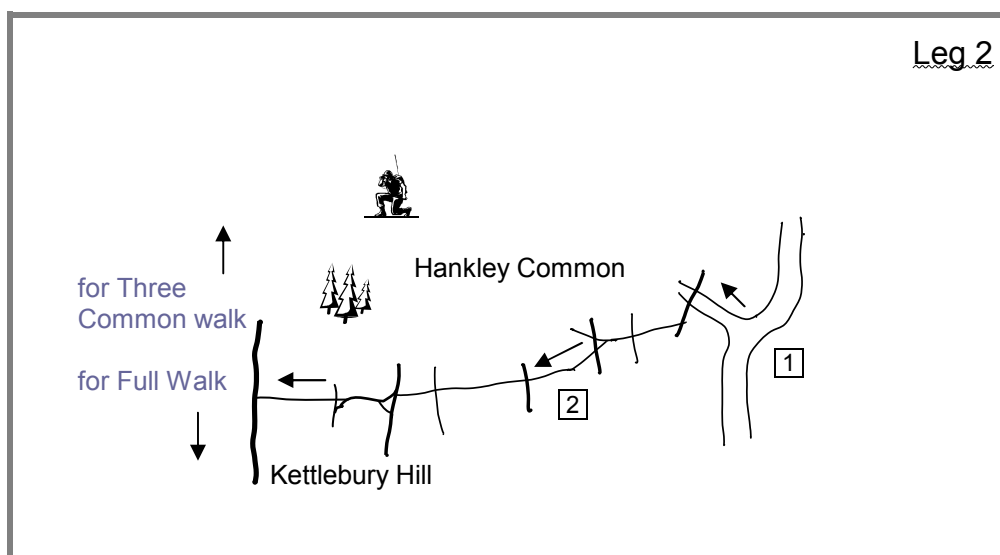 Leg 2
Hankley Common
for Three
Common walk
1
for Full Walk
2
Kettlebury Hill